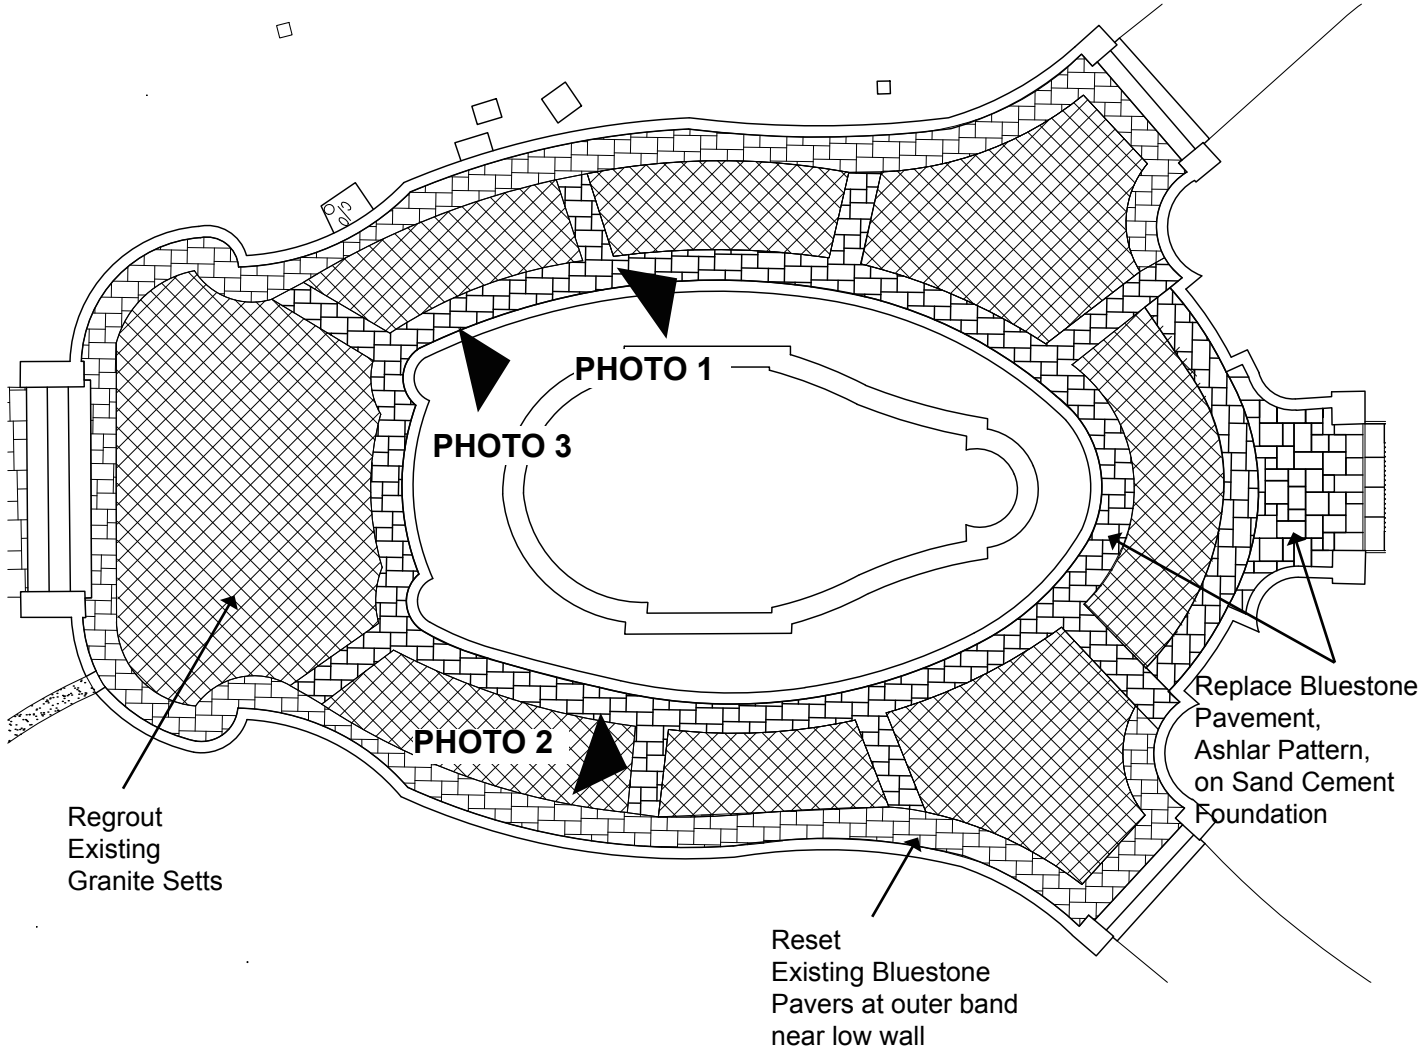 PHOTO 1
PHOTO 3
PHOTO 2
Replace Bluestone
Pavement,
Ashlar Pattern,
on Sand Cement
Foundation
Regrout
Existing
Granite Setts
Reset
Existing Bluestone
Pavers at outer band
near low wall